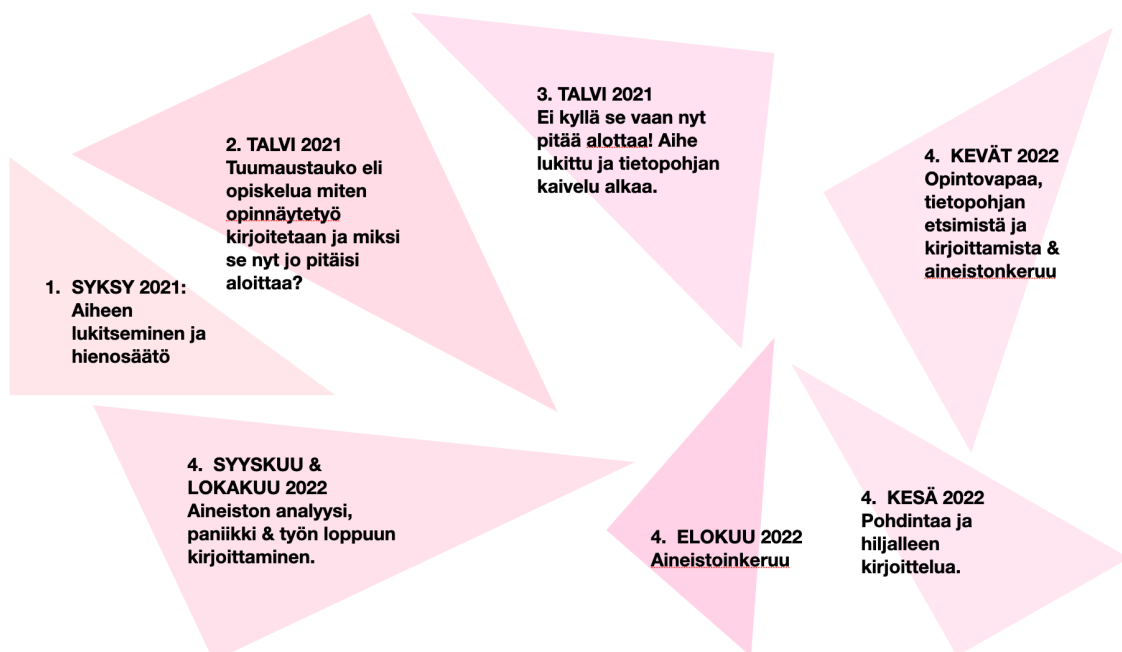 1. SYKSY 2021:
Aiheen
lukitseminen ja
hienosäätö
2. TALVI 2021
Tuumaustauko eli
opiskelua miten
opinnäytetyö
kirjoitetaan ja miksi
se nyt jo pitäisi
aloittaa?
3. TALVI 2021
Ei kyllä se vaan nyt
pitää alottaa! Aihe
lukittu ja tietopohjan
kaivelu alkaa.
4. KEVÄT 2022
Opintovapaa,
tietopohjan
etsimistä ja
kirjoittamista &
aineistonkeruu
4. KESÄ 2022
Pohdintaa ja
hiljalleen
kirjoittelua.
4. ELOKUU 2022
Aineistoinkeruu
4. SYYSKUU &
LOKAKUU 2022
Aineiston analyysi,
paniikki & työn loppuun
kirjoittaminen.